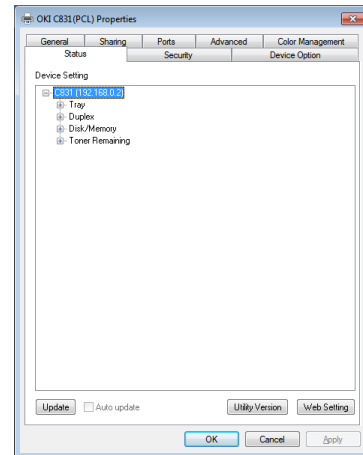 OKI C831(PCL) Properties
General Sharing Ports Advanced Color Management
Status Security Device Option
Device Setting
C831 (192.168.0.2)
Tray
Duplex
Disk/Memory
Toner Remaining
Update Auto update Utility Version Web Setting
OK Cancel Apply